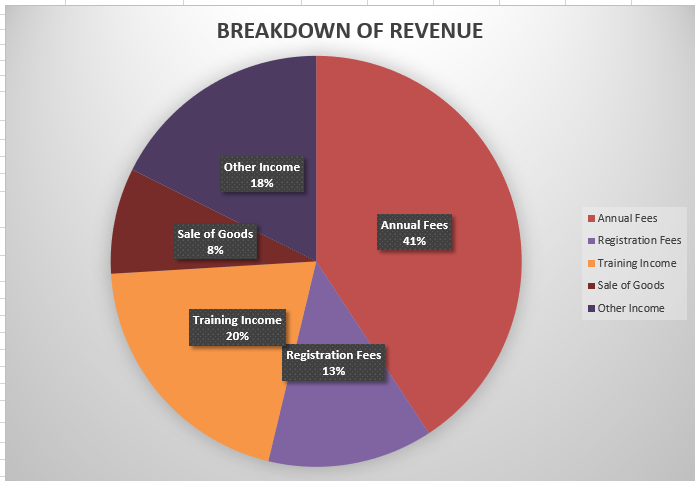 BREAKDOWN OF REVENUE
Other Income
18%
Annual Fees
41%
Sale of Goods
8%
Training Income
20%
Registration Fees
13%
Annual Fees
Registration Fees
Training Income
Sale of Goods
Other Income